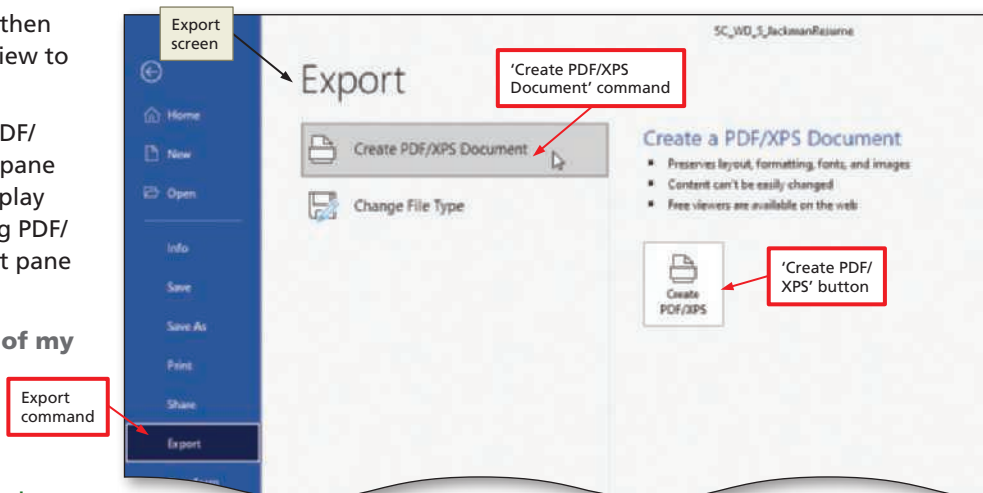 then
iew to
DF/
pane
play
g PDF/
t pane
of my
Export
screen
SC_WD_5_JackmanResume
Export
'Create PDF/XPS
Document' command
Home
New
Open
Info
Save
Save As
Print
Share
Export
Create PDF/XPS Document
Change File Type
Create a PDF/XPS Document
Preserves layout, formatting, fonts, and images
Content can't be easily changed
Free viewers are available on the web
Create
PDF/XPS
'Create PDF/
XPS' button
Export
command